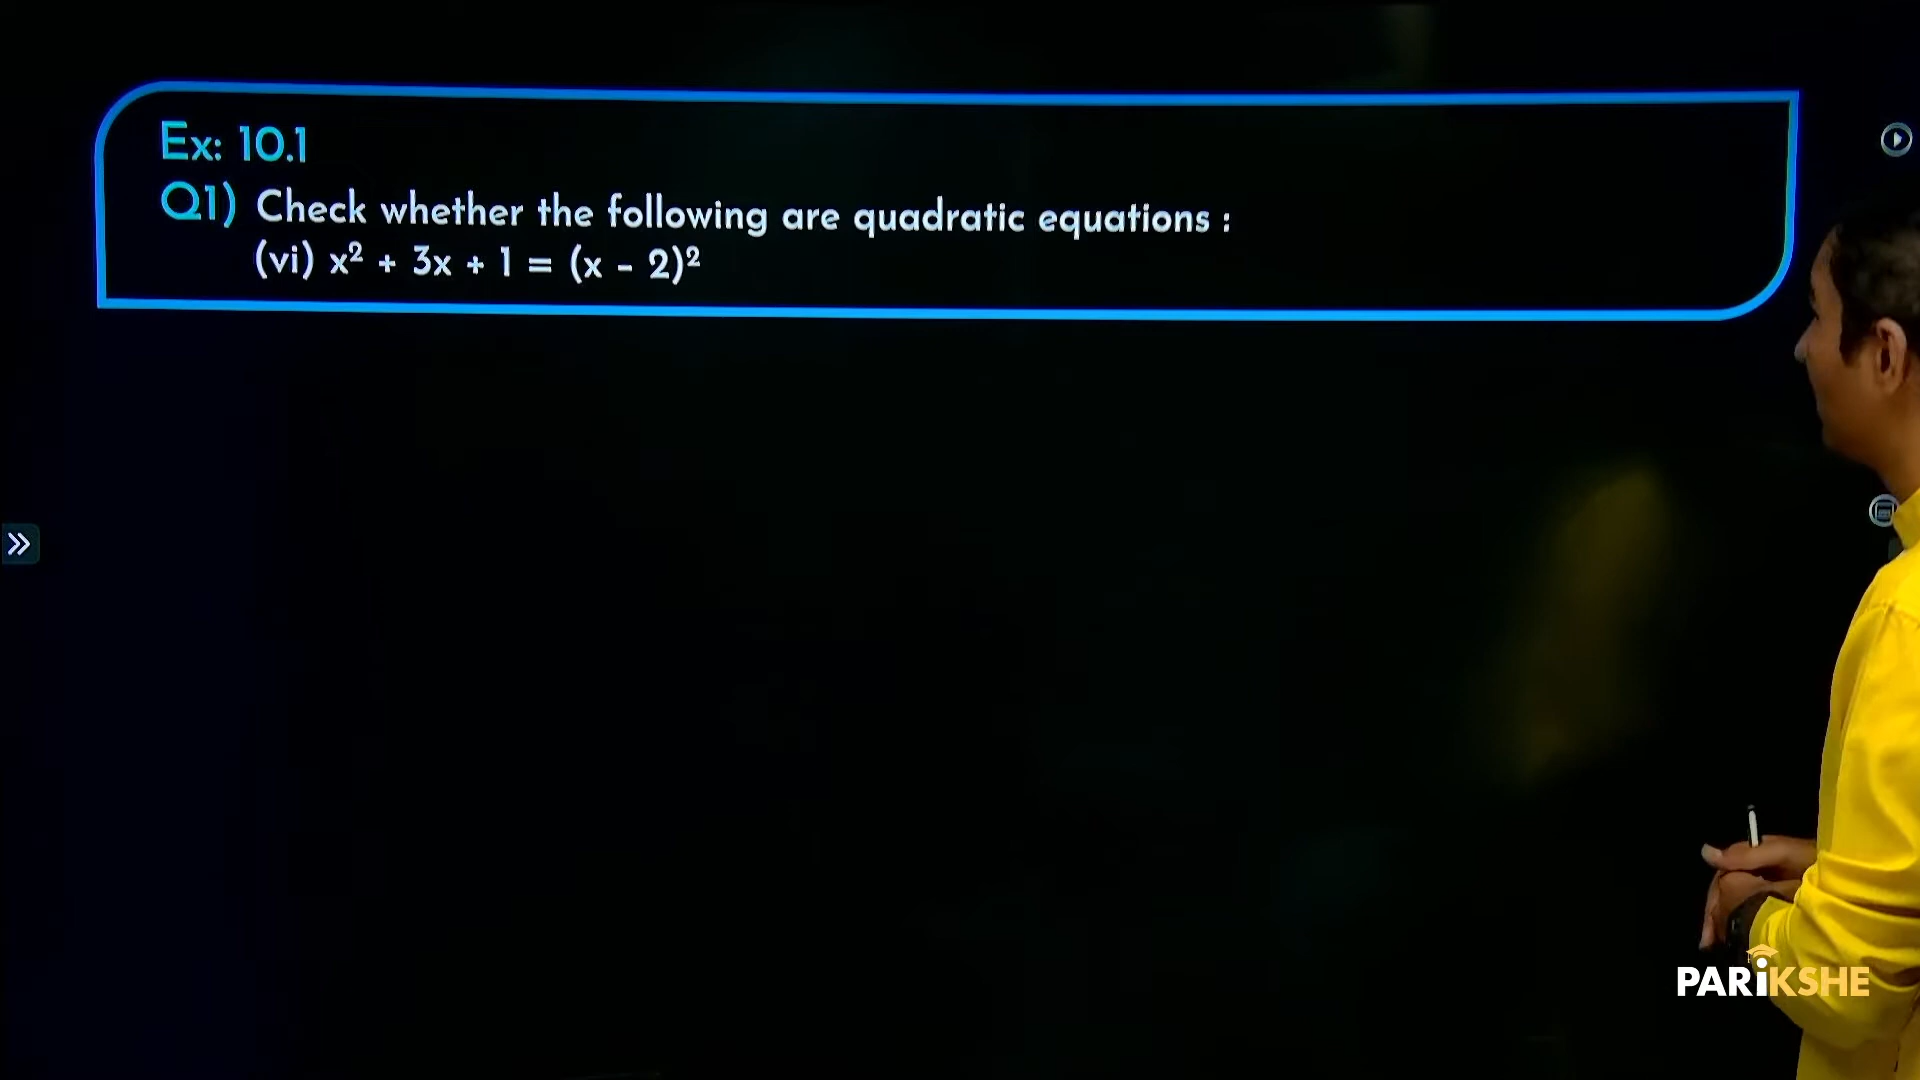 Ex: 10.1
Q1) Check whether the following are quadratic equations :
(vi) x² + 3x + 1 = (x - 2)²
PARiKSHE